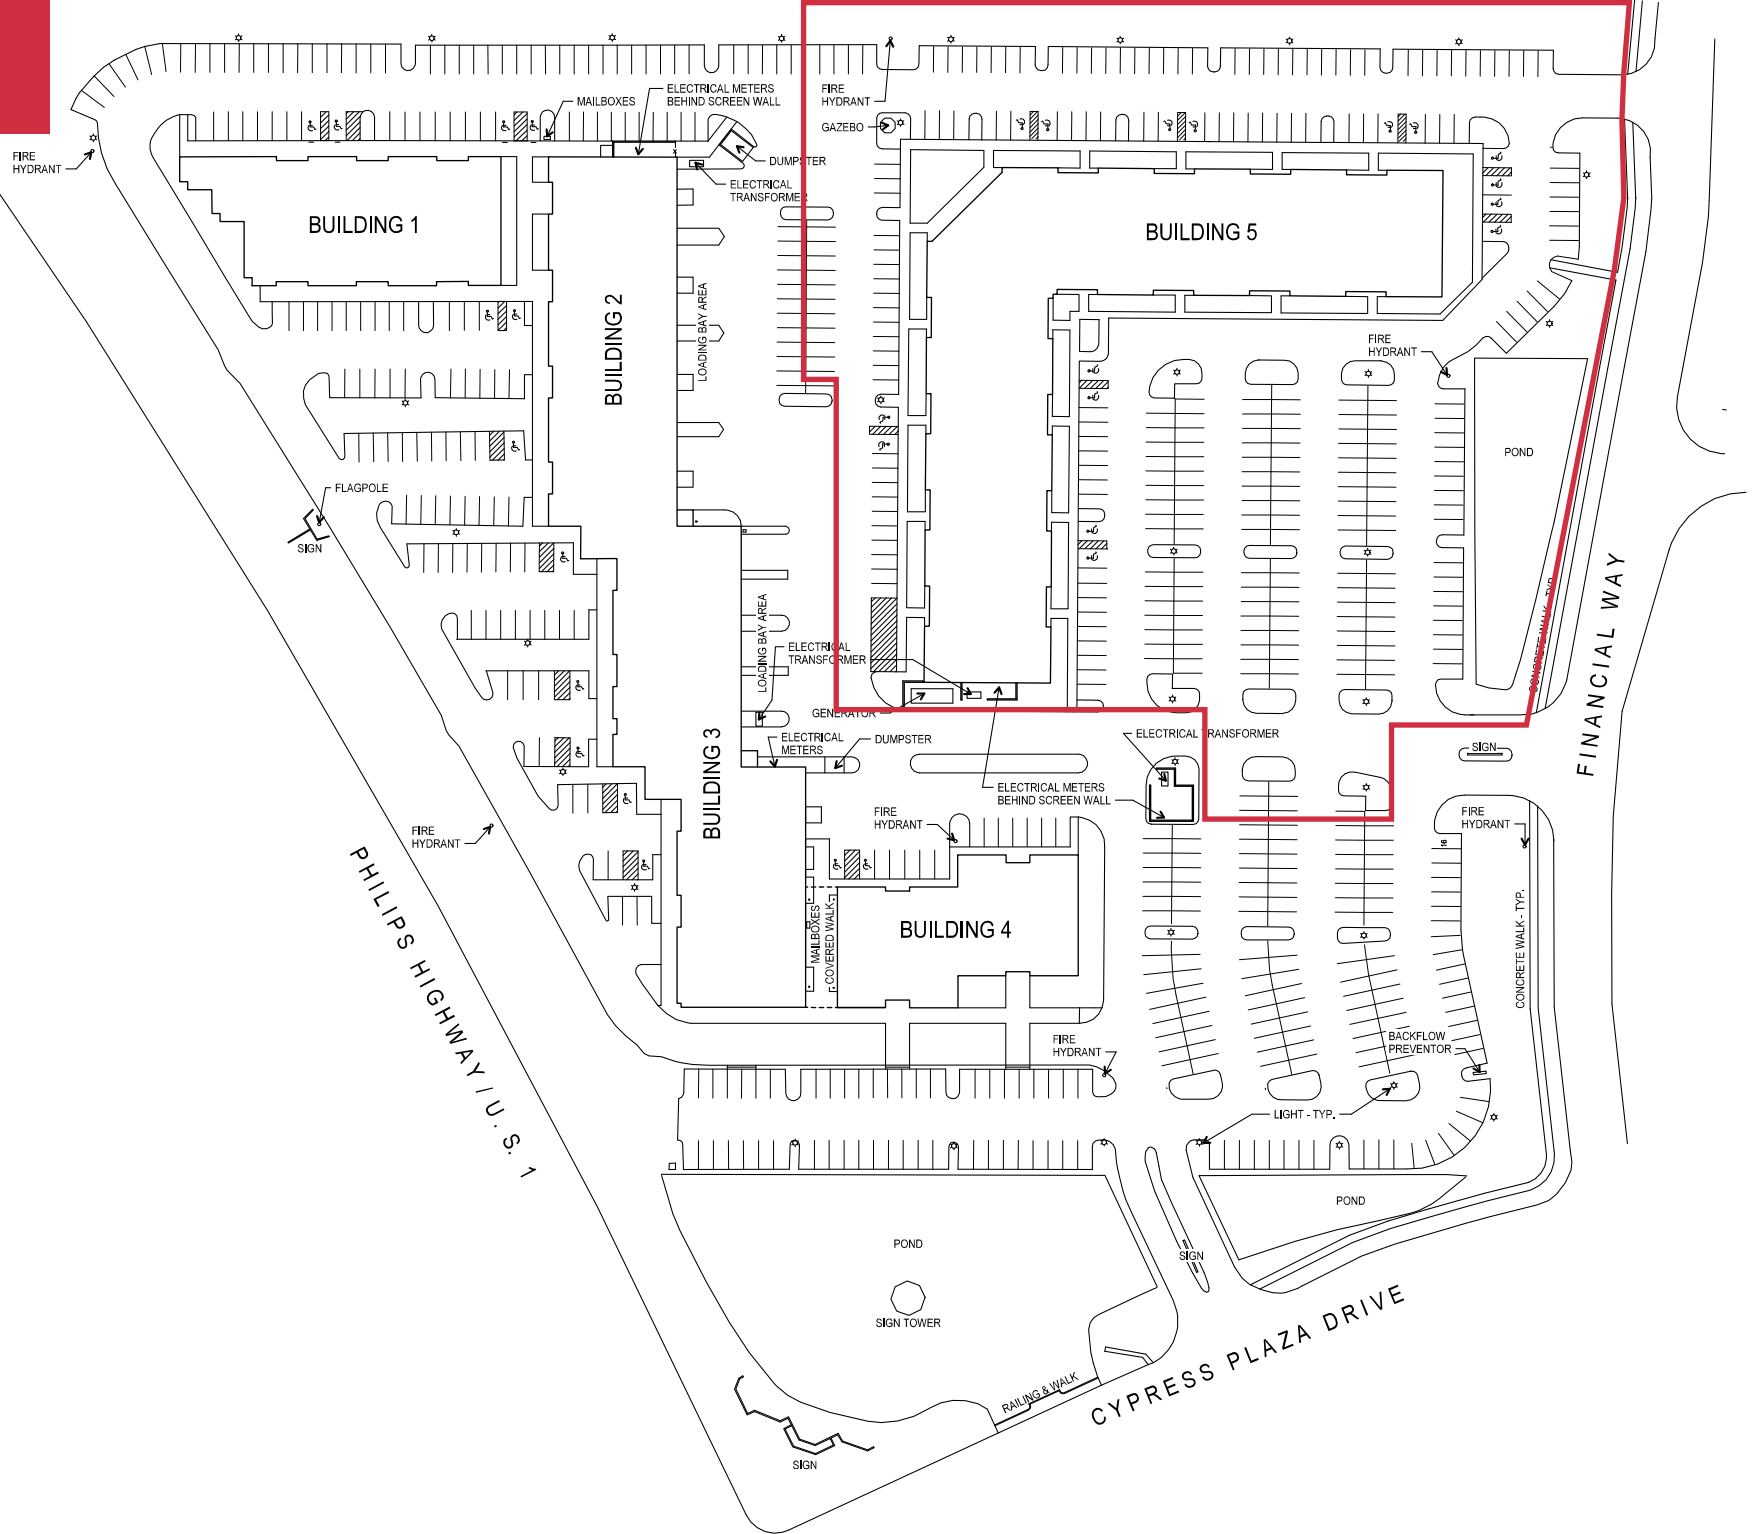 FIRE
HYDRANT
MAILBOXES
ELECTRICAL METERS
BEHIND SCREEN WALL
DUMPSTER
ELECTRICAL
TRANSFORMER
FIRE
HYDRANT
GAZEBO
BUILDING 1
BUILDING 2
LOADING BAY AREA
BUILDING 5
FIRE
HYDRANT
POND
FLAGPOLE
SIGN
CONCRETE WALK - TYP.
FINANCIAL WAY
LOADING BAY AREA
ELECTRICAL
TRANSFORMER
GENERATOR
BUILDING 3
ELECTRICAL
METERS
DUMPSTER
ELECTRICAL TRANSFORMER
SIGN
ELECTRICAL METERS
BEHIND SCREEN WALL
FIRE
HYDRANT
FIRE
HYDRANT
FIRE
HYDRANT
16
PHILIPS HIGHWAY / U.S. 1
MAILBOXES
COVERED WALK
BUILDING 4
CONCRETE WALK - TYP.
FIRE
HYDRANT
BACKFLOW
PREVENTOR
LIGHT - TYP.
POND
POND
SIGN
SIGN TOWER
RAILING & WALK
CYPRESS PLAZA DRIVE
SIGN